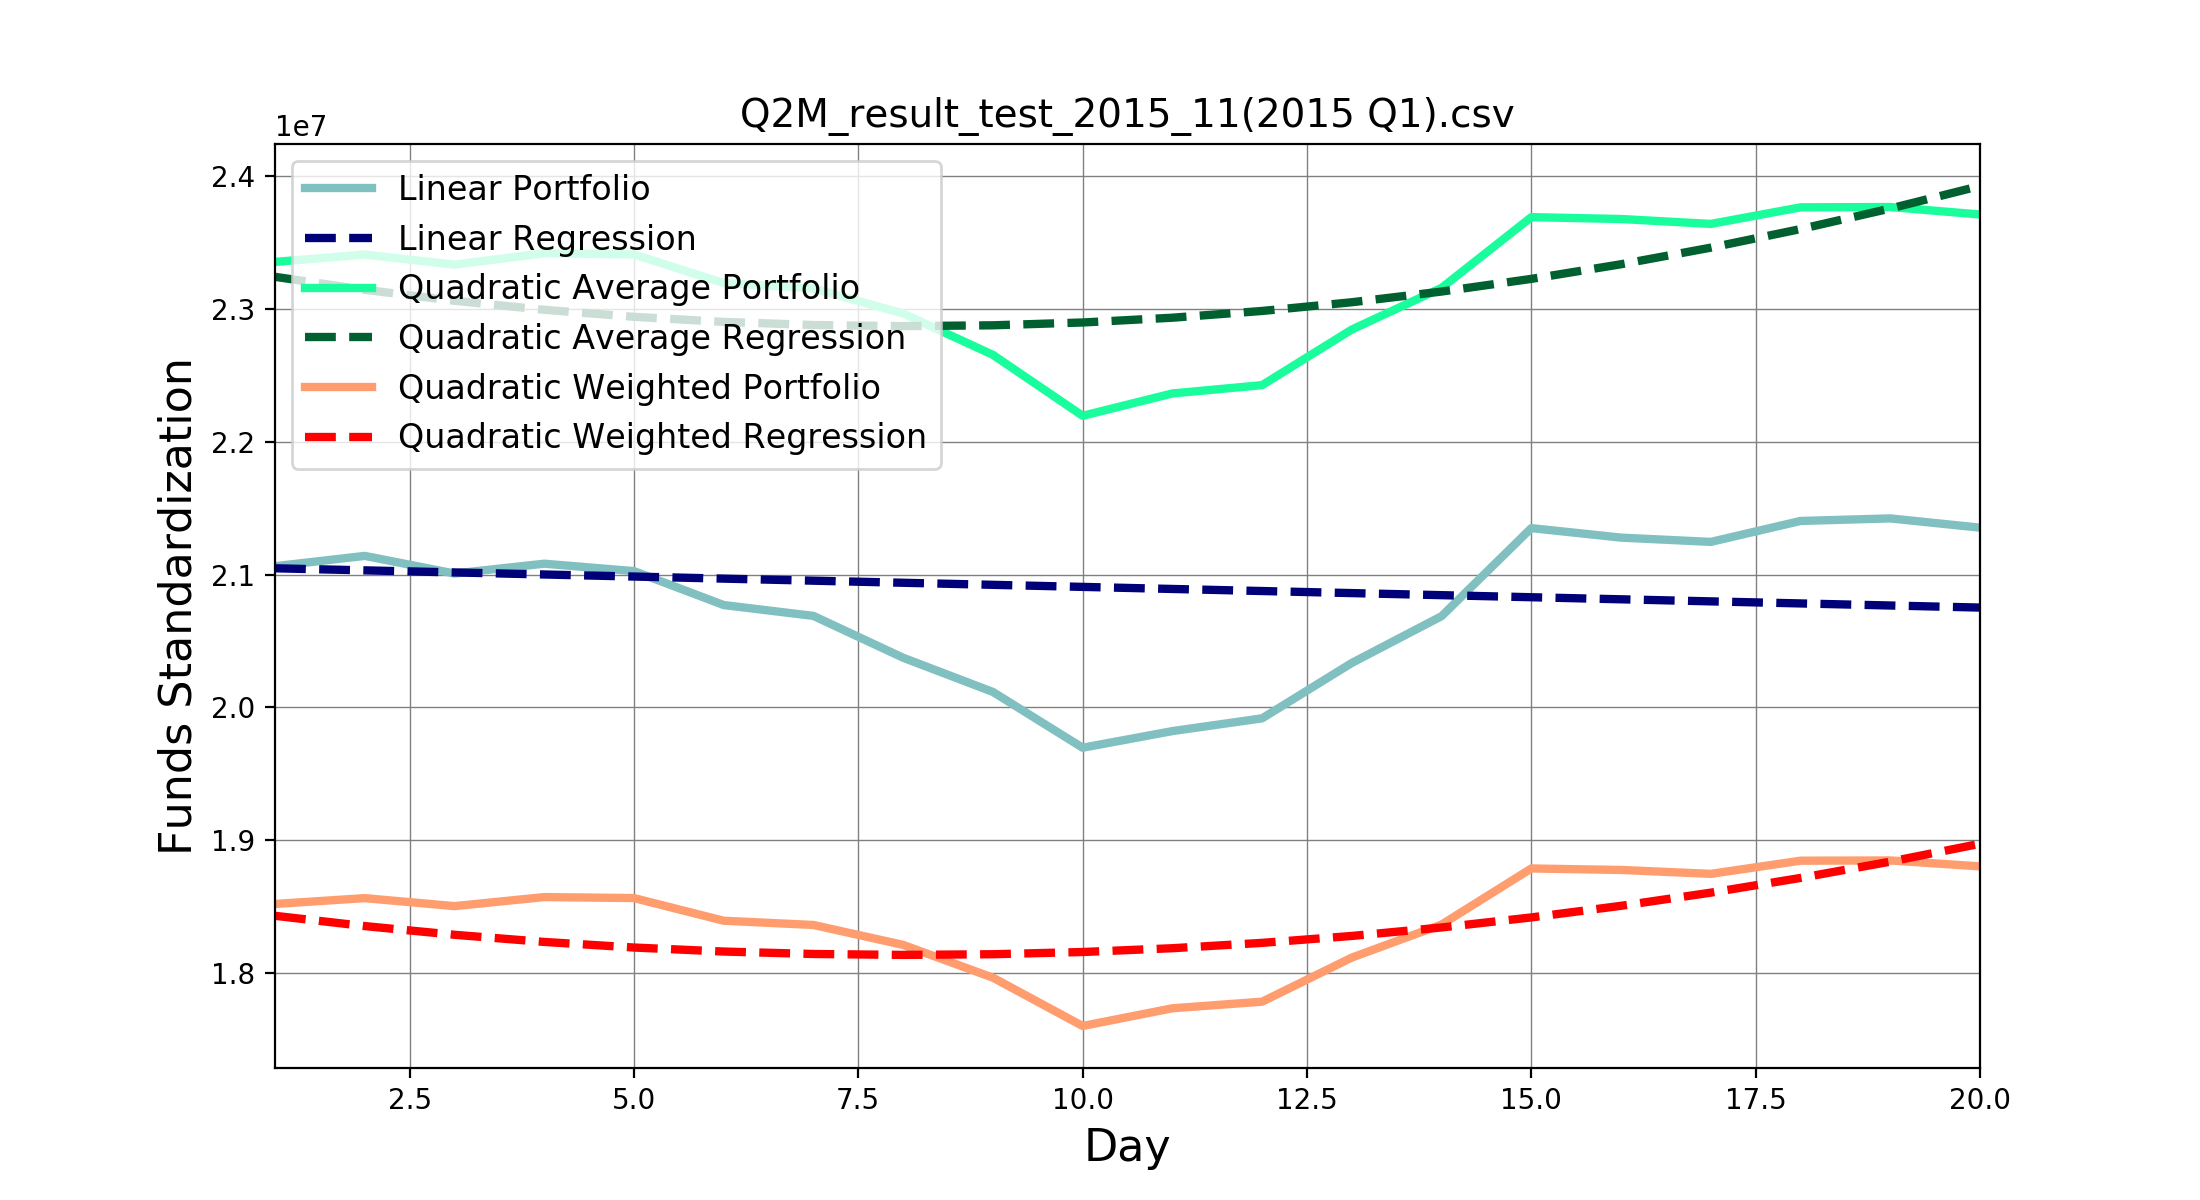 Q2M_result_test_2015_11(2015 Q1).csv
1e7
2.4
2.3
2.2
2.1
2.0
1.9
1.8
Funds Standardization
Linear Portfolio
Linear Regression
Quadratic Average Portfolio
Quadratic Average Regression
Quadratic Weighted Portfolio
Quadratic Weighted Regression
2.5 5.0 7.5 10.0 12.5 15.0 17.5 20.0
Day